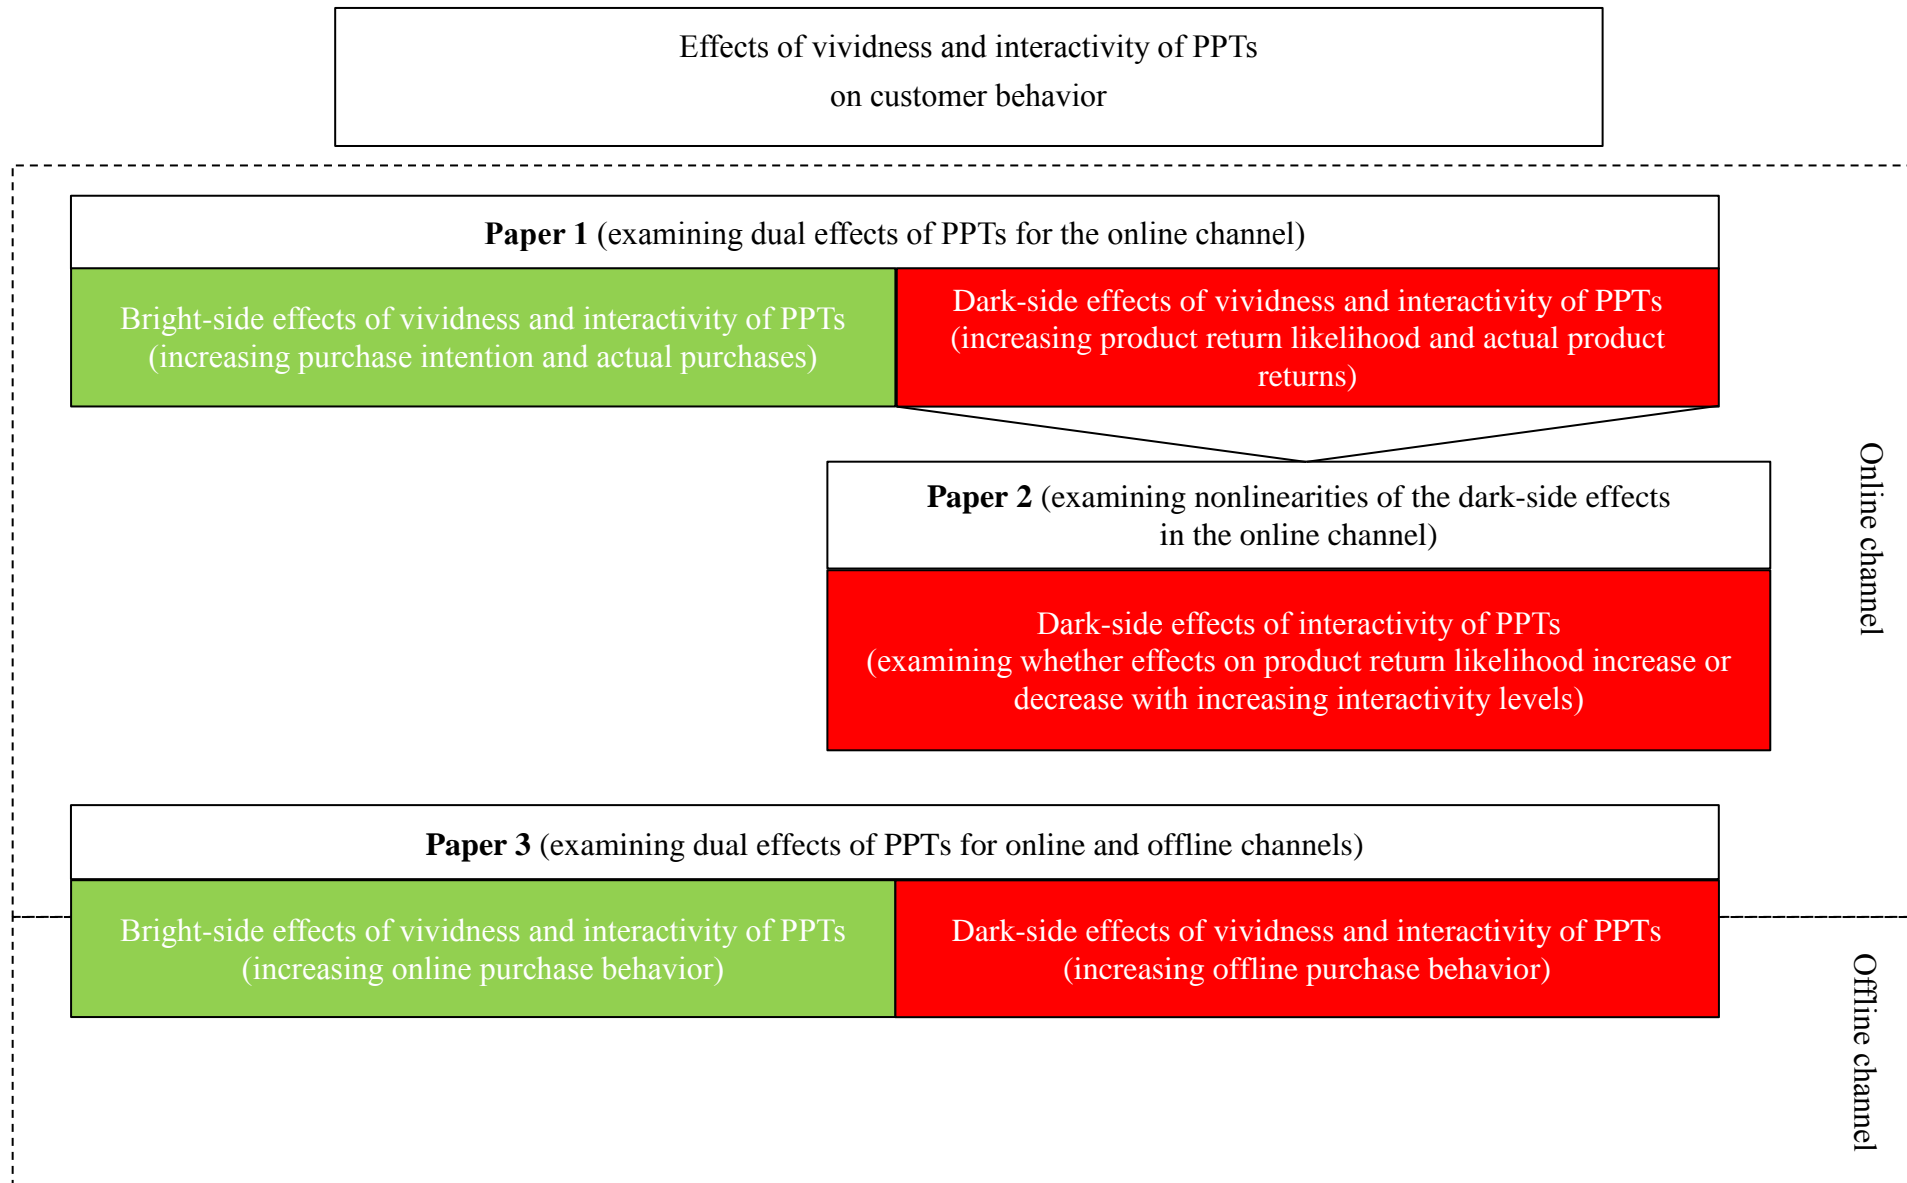 Effects of vividness and interactivity of PPTs
on customer behavior
Paper 1 (examining dual effects of PPTs for the online channel)
Bright-side effects of vividness and interactivity of PPTs
(increasing purchase intention and actual purchases)
Dark-side effects of vividness and interactivity of PPTs
(increasing product return likelihood and actual product
returns)
Paper 2 (examining nonlinearities of the dark-side effects
in the online channel)
Dark-side effects of interactivity of PPTs
(examining whether effects on product return likelihood increase or
decrease with increasing interactivity levels)
Online channel
Paper 3 (examining dual effects of PPTs for online and offline channels)
Bright-side effects of vividness and interactivity of PPTs
(increasing online purchase behavior)
Dark-side effects of vividness and interactivity of PPTs
(increasing offline purchase behavior)
Offline channel